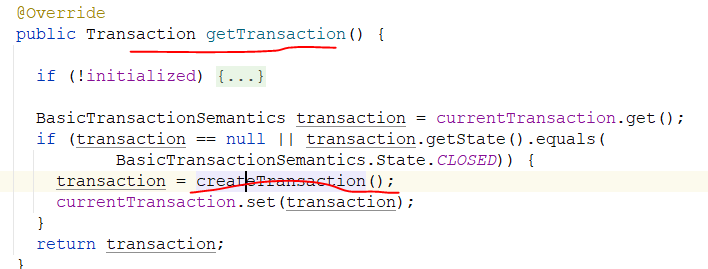 @Override
public Transaction getTransaction() {
if (!initialized) {...}
BasicTransactionSemantics transaction = currentTransaction.get();
if (transaction == null || transaction.getState().equals(
BasicTransactionSemantics.State.CLOSED)) {
transaction = createTransaction();
currentTransaction.set(transaction);
}
return transaction;
}